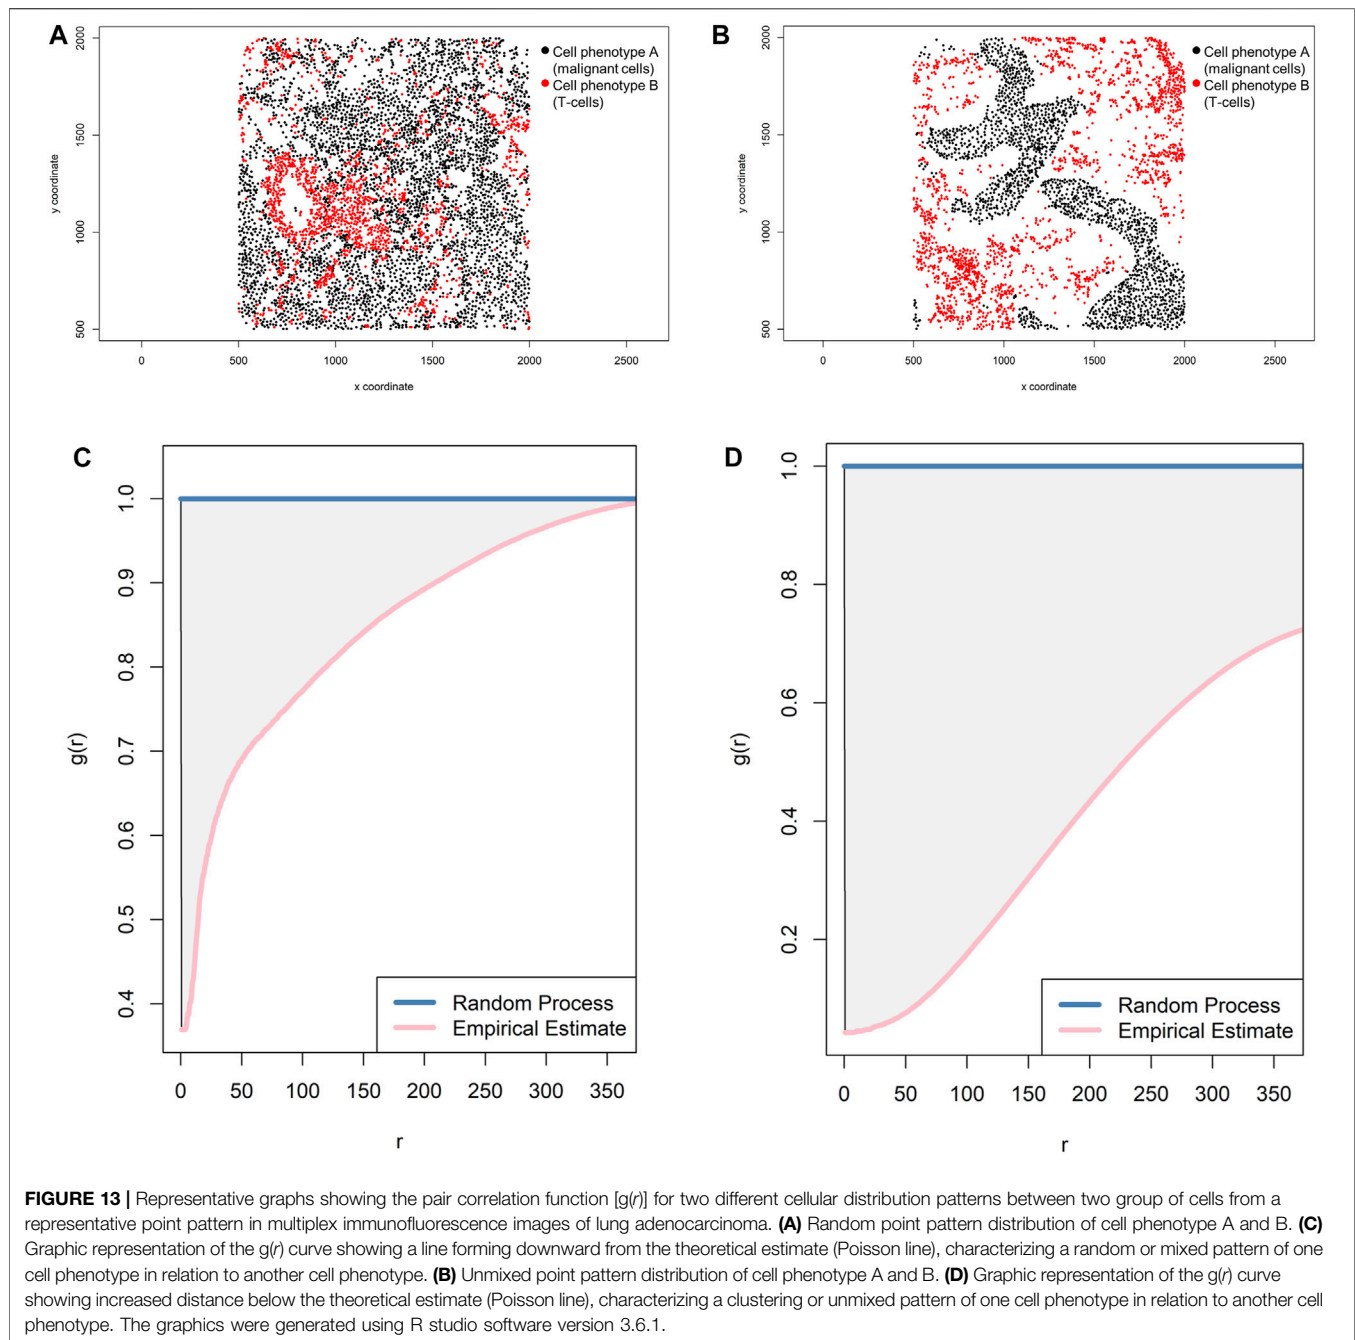 A
2000
1500
1000
500
y coordinate
0 500 1000 1500 2000 2500
x coordinate
Cell phenotype A
(malignant cells)
Cell phenotype B
(T-cells)
B
2000
1500
1000
500
y coordinate
0 500 1000 1500 2000 2500
x coordinate
Cell phenotype A
(malignant cells)
Cell phenotype B
(T-cells)
C
1.0
0.9
0.8
0.7
0.6
0.5
0.4
g(r)
Random Process
Empirical Estimate
0 50 100 150 200 250 300 350
r
D
1.0
0.8
0.6
0.4
0.2
g(r)
Random Process
Empirical Estimate
0 50 100 150 200 250 300 350
r
FIGURE 13 | Representative graphs showing the pair correlation function [g(r)] for two different cellular distribution patterns between two group of cells from a
representative point pattern in multiplex immunofluorescence images of lung adenocarcinoma. (A) Random point pattern distribution of cell phenotype A and B. (C)
Graphic representation of the g(r) curve showing a line forming downward from the theoretical estimate (Poisson line), characterizing a random or mixed pattern of one
cell phenotype in relation to another cell phenotype. (B) Unmixed point pattern distribution of cell phenotype A and B. (D) Graphic representation of the g(r) curve
showing increased distance below the theoretical estimate (Poisson line), characterizing a clustering or unmixed pattern of one cell phenotype in relation to another cell
phenotype. The graphics were generated using R studio software version 3.6.1.